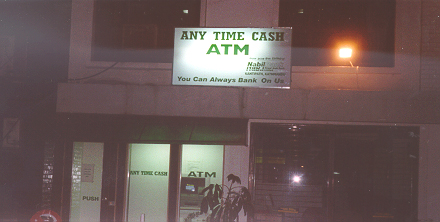 ANY TIME CASH
ATM
Nabil
You Can Always Bank On Us
ANY TIME CASH
ATM
PUSH